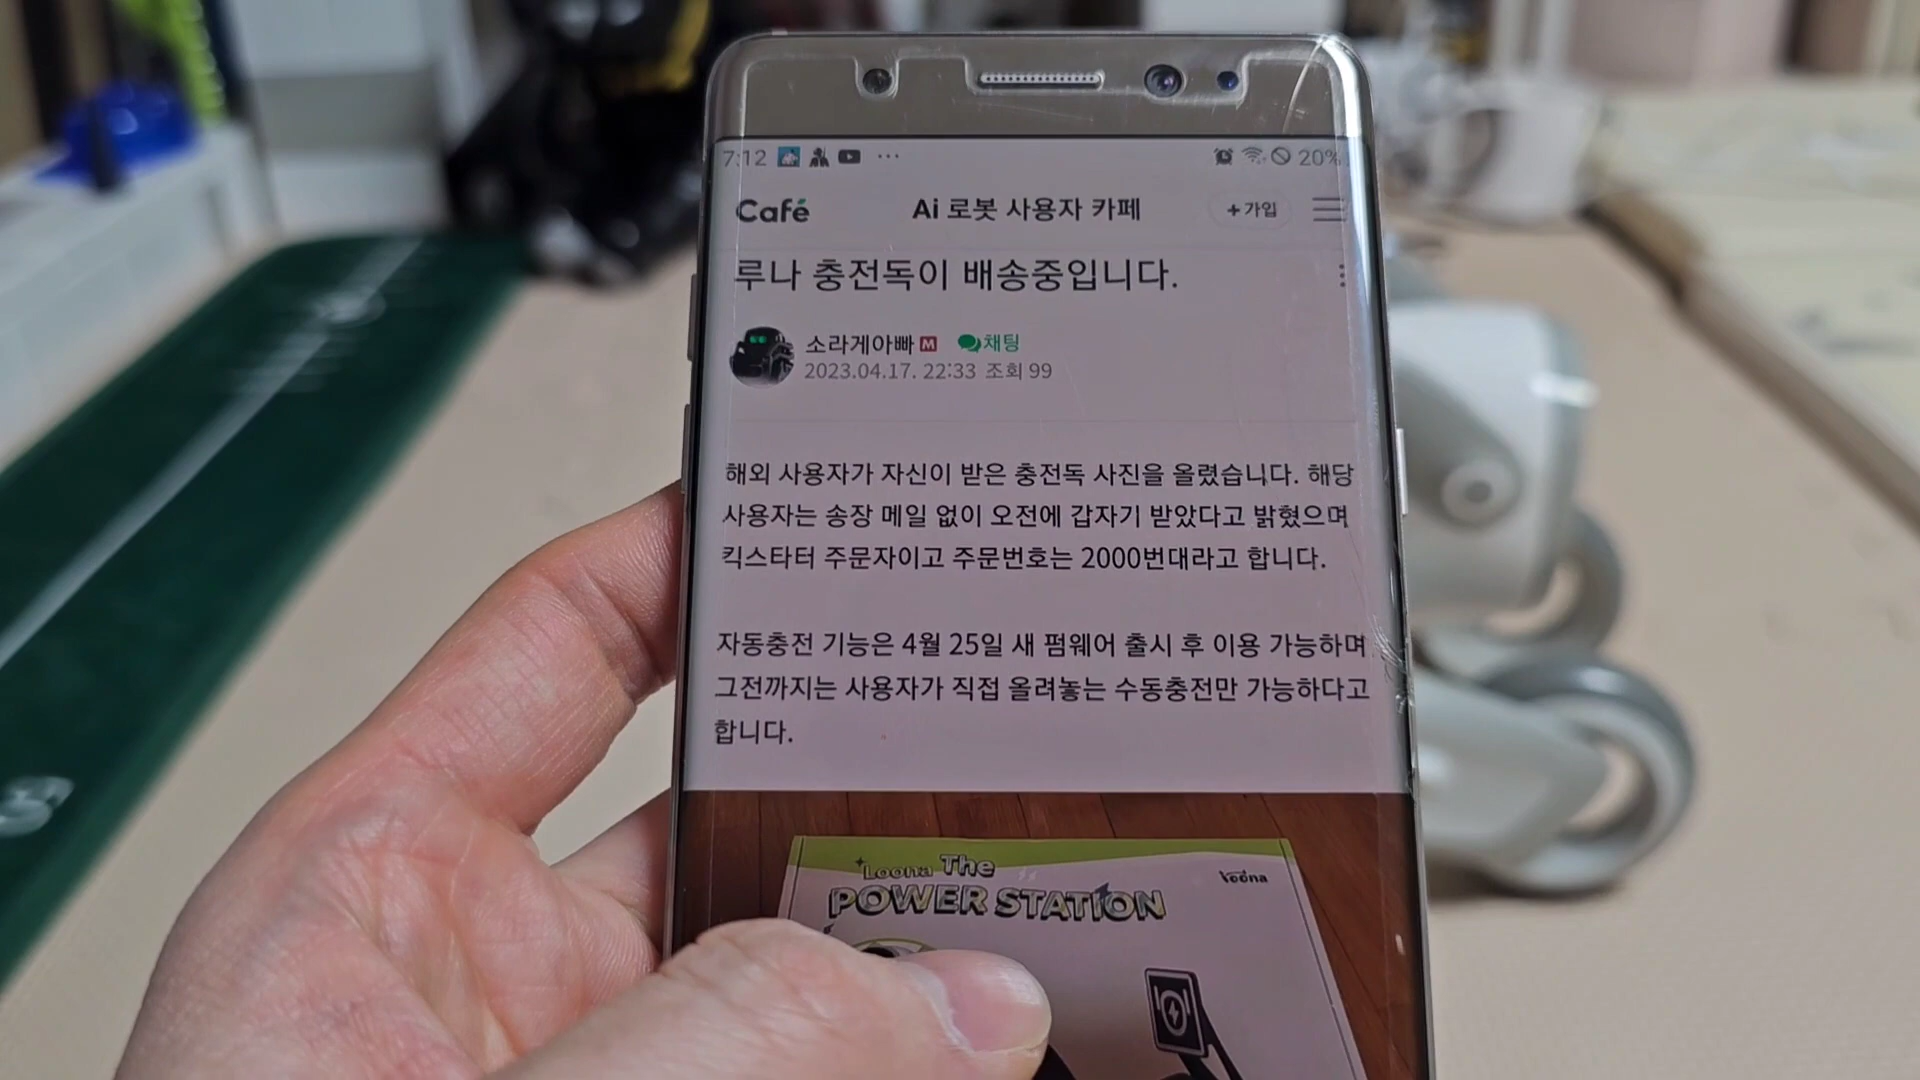 7:12 20%
Café Ai 로봇 사용자 카페 +가입
루나 충전독이 배송중입니다.
소라게아빠 M 채팅
2023.04.17. 22:33 조회 99
해외 사용자가 자신이 받은 충전독 사진을 올렸습니다. 해당
사용자는 송장 메일 없이 오전에 갑자기 받았다고 밝혔으며
킥스타터 주문자이고 주문번호는 2000번대라고 합니다.
자동충전 기능은 4월 25일 새 펌웨어 출시 후 이용 가능하며
그전까지는 사용자가 직접 올려놓는 수동충전만 가능하다고
합니다.
Loona The
POWER STATION
loona